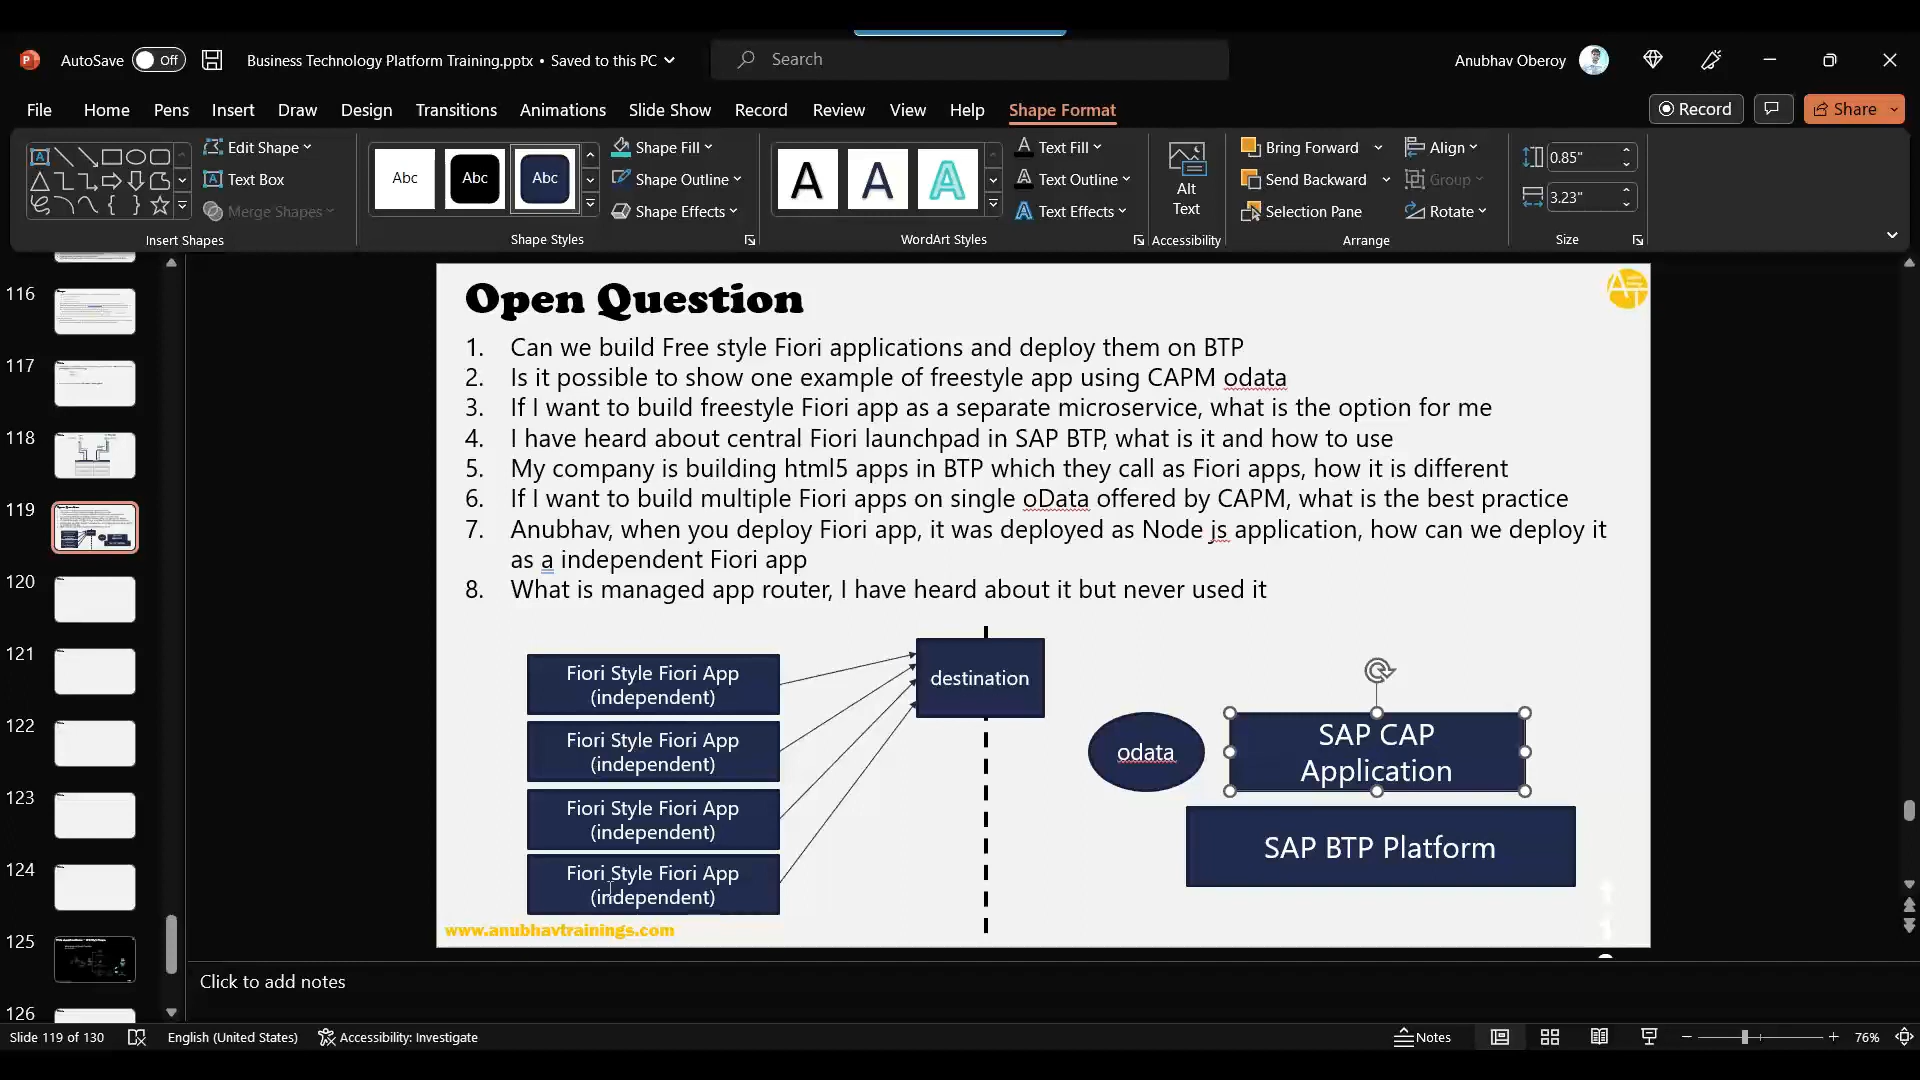 AutoSave Off Business Technology Platform Training.pptx • Saved to this PC Search Anubhav Oberoy
File Home Pens Insert Draw Design Transitions Animations Slide Show Record Review View Help Shape Format Record Share
Edit Shape
Text Box
Merge Shapes
Insert Shapes
Abc Abc Abc
Shape Fill
Shape Outline
Shape Effects
Shape Styles
A A A
WordArt Styles
Text Fill
Text Outline
Text Effects
Alt
Text
Accessibility
Bring Forward
Send Backward
Selection Pane
Align
Group
Rotate
Arrange
0.85"
3.23"
Size
116
117
118
119
120
121
122
123
124
125
126
Open Question
1. Can we build Free style Fiori applications and deploy them on BTP
2. Is it possible to show one example of freestyle app using CAPM odata
3. If I want to build freestyle Fiori app as a separate microservice, what is the option for me
4. I have heard about central Fiori launchpad in SAP BTP, what is it and how to use
5. My company is building html5 apps in BTP which they call as Fiori apps, how it is different
6. If I want to build multiple Fiori apps on single oData offered by CAPM, what is the best practice
7. Anubhav, when you deploy Fiori app, it was deployed as Node js application, how can we deploy it
as a independent Fiori app
8. What is managed app router, I have heard about it but never used it
Fiori Style Fiori App
(independent)
Fiori Style Fiori App
(independent)
Fiori Style Fiori App
(independent)
Fiori Style Fiori App
(independent)
destination
odata
SAP CAP
Application
SAP BTP Platform
www.anubhavtrainings.com
Click to add notes
Slide 119 of 130 English (United States) Accessibility: Investigate Notes 76%